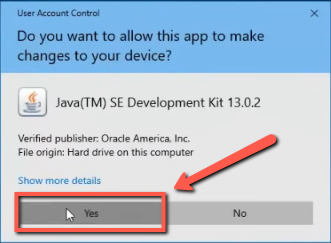 User Account Control
Do you want to allow this app to make
changes to your device?
Java(TM) SE Development Kit 13.0.2
Verified publisher: Oracle America, Inc.
File origin: Hard drive on this computer
Show more details
Yes
No